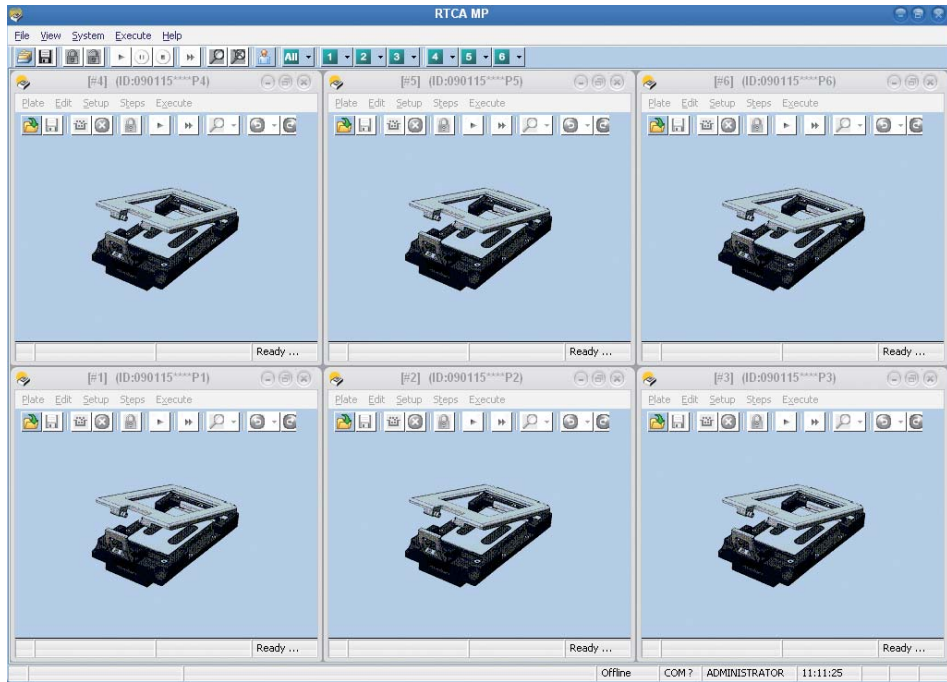 RTCA MP
File View System Execute Help
All 1 2 3 4 5 6
[#4] (ID:090115****P4)
Plate Edit Setup Steps Execute
Ready ...
[#5] (ID:090115****P5)
Plate Edit Setup Steps Execute
Ready ...
[#6] (ID:090115****P6)
Plate Edit Setup Steps Execute
Ready ...
[#1] (ID:090115****P1)
Plate Edit Setup Steps Execute
Ready ...
[#2] (ID:090115****P2)
Plate Edit Setup Steps Execute
Ready ...
[#3] (ID:090115****P3)
Plate Edit Setup Steps Execute
Ready ...
Offline COM ? ADMINISTRATOR 11:11:25